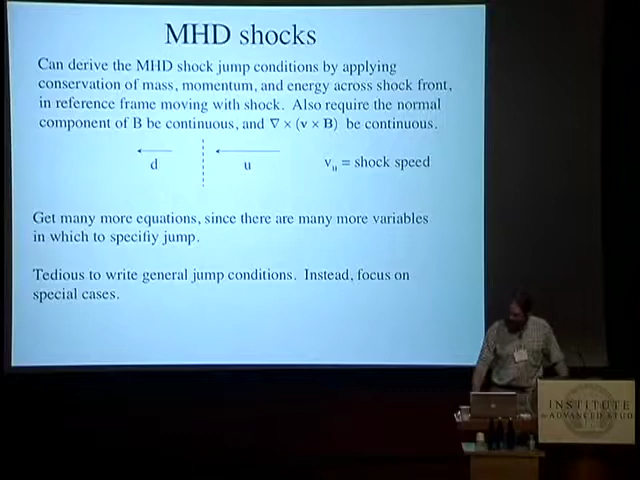 MHD shocks
Can derive the MHD shock jump conditions by applying
conservation of mass, momentum, and energy across shock front,
in reference frame moving with shock. Also require the normal
component of B be continuous, and ∇ × (v × B) be continuous.
d
u
vᵤ = shock speed
Get many more equations, since there are many more variables
in which to specifiy jump.
Tedious to write general jump conditions. Instead, focus on
special cases.
INSTITUTE
ADVANCED STUD